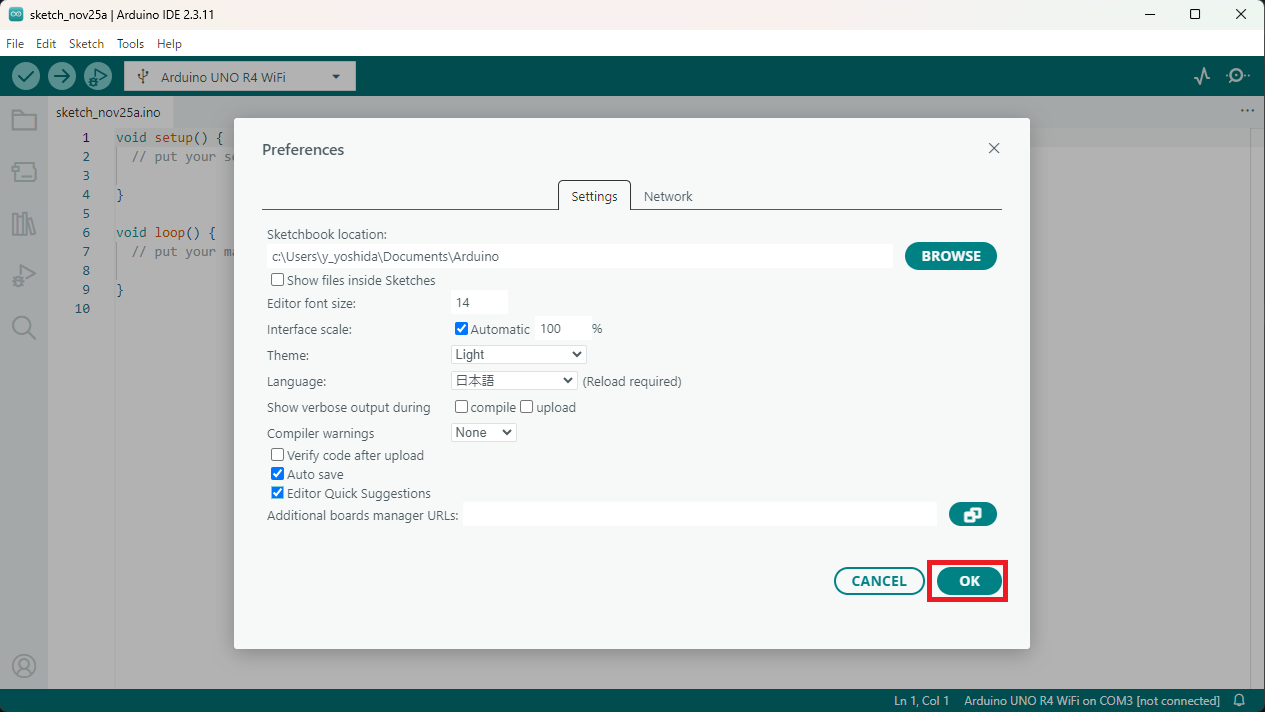 sketch_nov25a | Arduino IDE 2.3.11
File Edit Sketch Tools Help
Arduino UNO R4 WiFi
sketch_nov25a.ino
1 void setup() {
2 // put your s
3
4 }
5
6 void loop() {
7 // put your m
8
9 }
10
Preferences
Settings Network
Sketchbook location:
c:\Users\y_yoshida\Documents\Arduino BROWSE
Show files inside Sketches
Editor font size: 14
Interface scale: Automatic 100 %
Theme: Light
Language: 日本語 (Reload required)
Show verbose output during compile upload
Compiler warnings None
Verify code after upload
Auto save
Editor Quick Suggestions
Additional boards manager URLs:
CANCEL OK
Ln 1, Col 1 Arduino UNO R4 WiFi on COM3 [not connected]